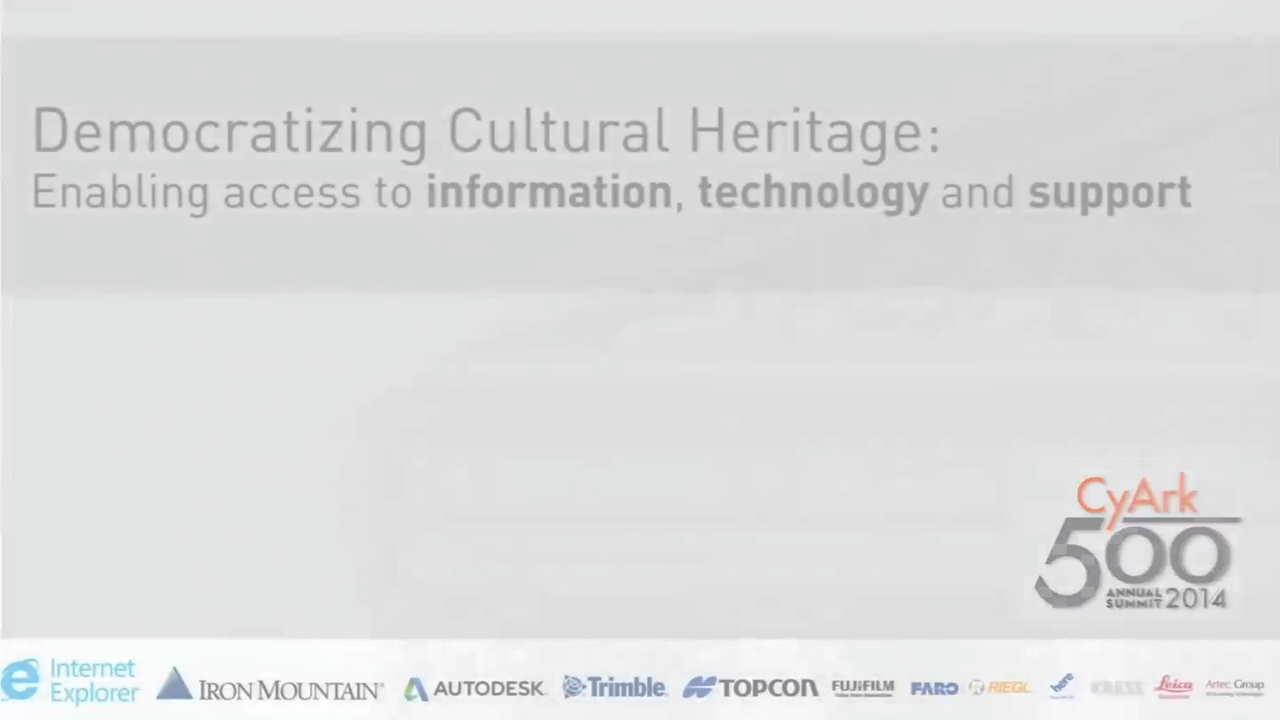 Democratizing Cultural Heritage:
Enabling access to information, technology and support
CyArk
500
ANNUAL
SUMMIT 2014
Internet
Explorer
IRON MOUNTAIN®
AUTODESK.
Trimble.
TOPCON
FUJIFILM
FARO
RIEGL
KRESS
Leica
Artec Group